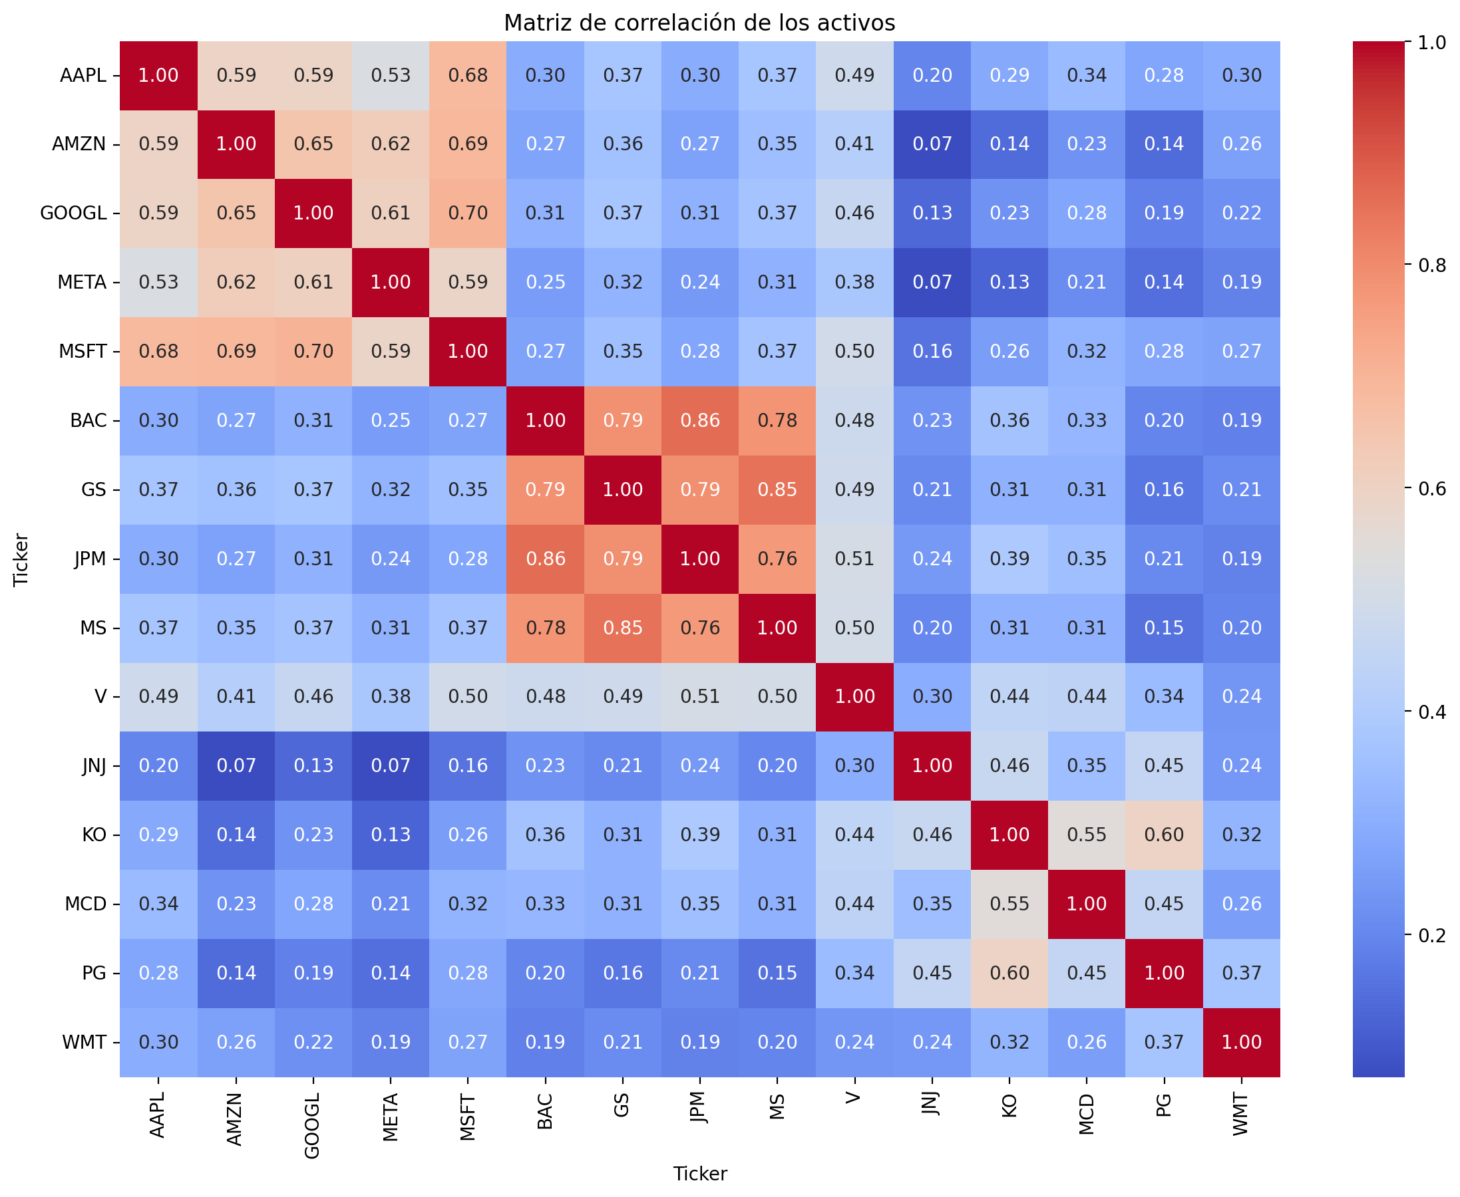 Matriz de correlación de los activos
AAPL 1.00 0.59 0.59 0.53 0.68 0.30 0.37 0.30 0.37 0.49 0.20 0.29 0.34 0.28 0.30
AMZN 0.59 1.00 0.65 0.62 0.69 0.27 0.36 0.27 0.35 0.41 0.07 0.14 0.23 0.14 0.26
GOOGL 0.59 0.65 1.00 0.61 0.70 0.31 0.37 0.31 0.37 0.46 0.13 0.23 0.28 0.19 0.22
META 0.53 0.62 0.61 1.00 0.59 0.25 0.32 0.24 0.31 0.38 0.07 0.13 0.21 0.14 0.19
MSFT 0.68 0.69 0.70 0.59 1.00 0.27 0.35 0.28 0.37 0.50 0.16 0.26 0.32 0.28 0.27
BAC 0.30 0.27 0.31 0.25 0.27 1.00 0.79 0.86 0.78 0.48 0.23 0.36 0.33 0.20 0.19
GS 0.37 0.36 0.37 0.32 0.35 0.79 1.00 0.79 0.85 0.49 0.21 0.31 0.31 0.16 0.21
JPM 0.30 0.27 0.31 0.24 0.28 0.86 0.79 1.00 0.76 0.51 0.24 0.39 0.35 0.21 0.19
MS 0.37 0.35 0.37 0.31 0.37 0.78 0.85 0.76 1.00 0.50 0.20 0.31 0.31 0.15 0.20
V 0.49 0.41 0.46 0.38 0.50 0.48 0.49 0.51 0.50 1.00 0.30 0.44 0.44 0.34 0.24
JNJ 0.20 0.07 0.13 0.07 0.16 0.23 0.21 0.24 0.20 0.30 1.00 0.46 0.35 0.45 0.24
KO 0.29 0.14 0.23 0.13 0.26 0.36 0.31 0.39 0.31 0.44 0.46 1.00 0.55 0.60 0.32
MCD 0.34 0.23 0.28 0.21 0.32 0.33 0.31 0.35 0.31 0.44 0.35 0.55 1.00 0.45 0.26
PG 0.28 0.14 0.19 0.14 0.28 0.20 0.16 0.21 0.15 0.34 0.45 0.60 0.45 1.00 0.37
WMT 0.30 0.26 0.22 0.19 0.27 0.19 0.21 0.19 0.20 0.24 0.24 0.32 0.26 0.37 1.00
AAPL AMZN GOOGL META MSFT BAC GS JPM MS V JNJ KO MCD PG WMT
Ticker
Ticker
1.0
0.8
0.6
0.4
0.2